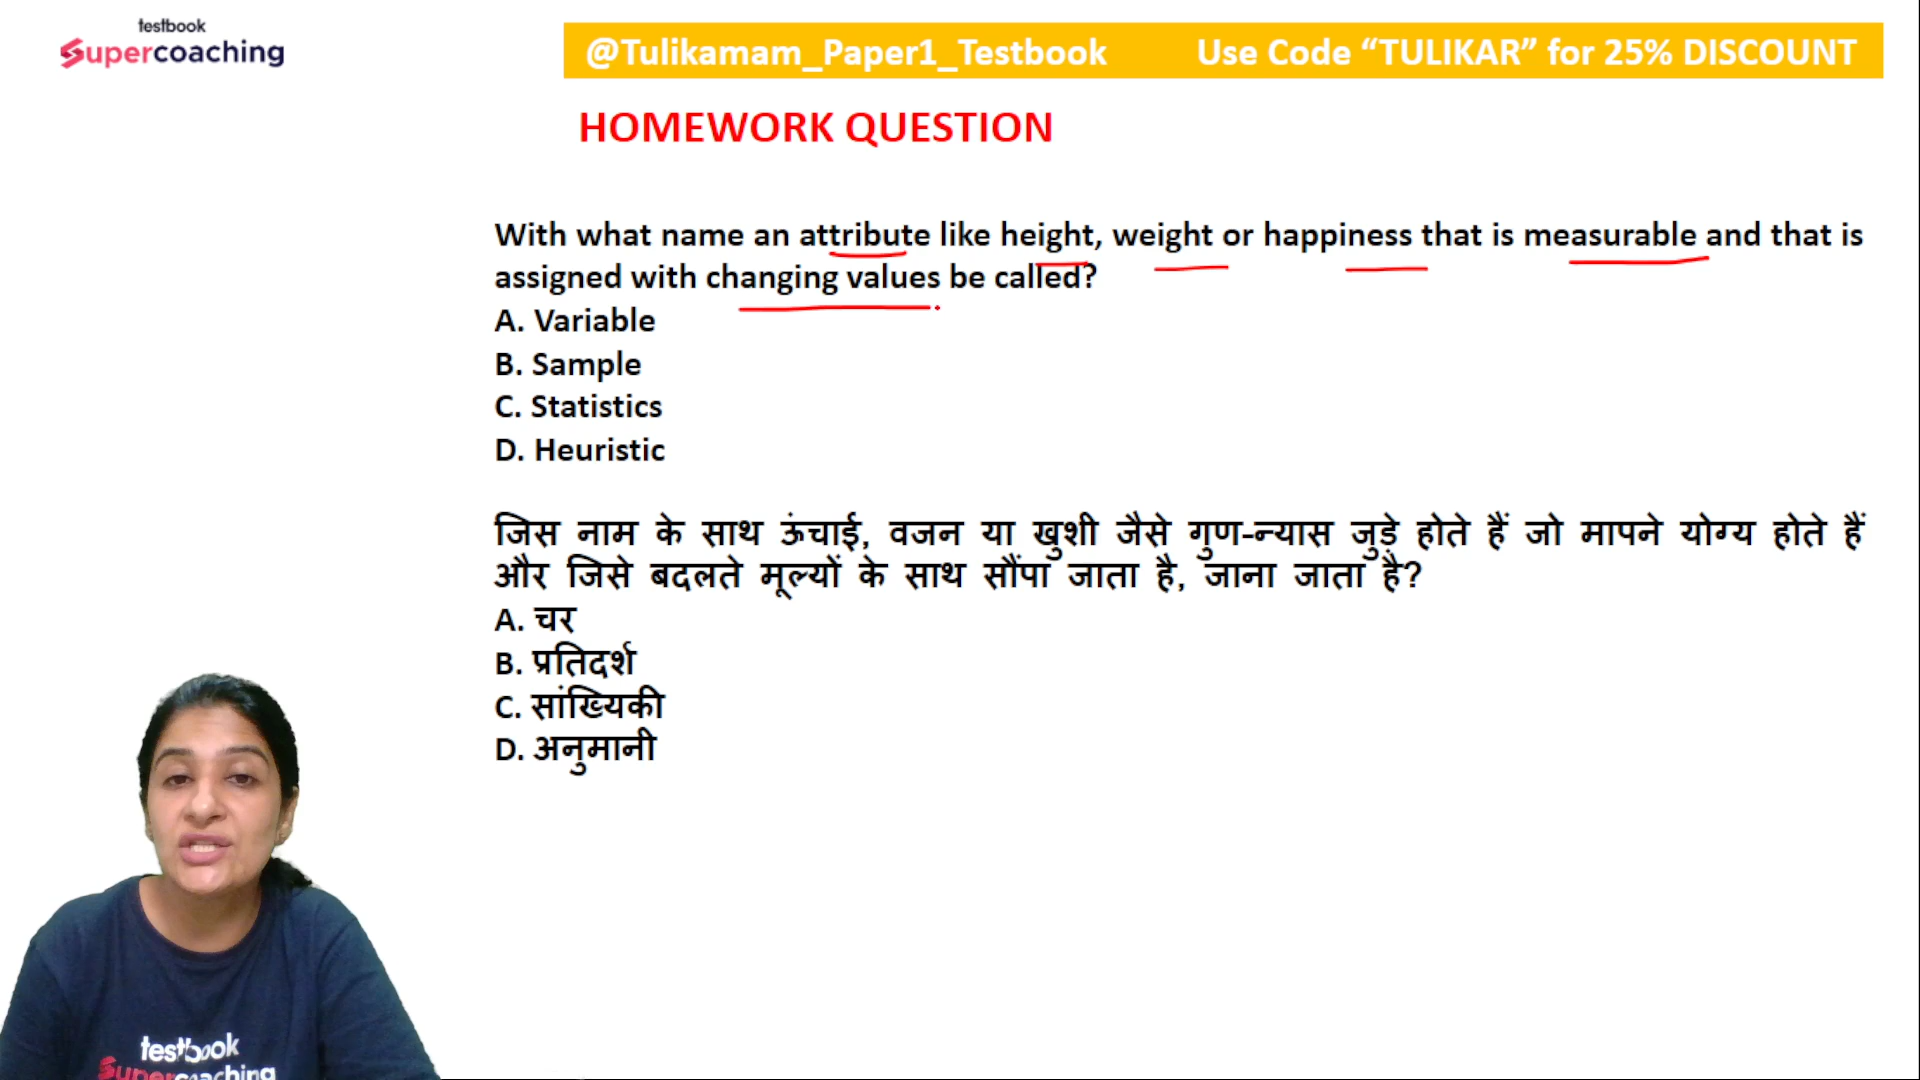 testbook
Supercoaching
@Tulikamam_Paper1_Testbook Use Code “TULIKAR” for 25% DISCOUNT
HOMEWORK QUESTION
With what name an attribute like height, weight or happiness that is measurable and that is
assigned with changing values be called?
A. Variable
B. Sample
C. Statistics
D. Heuristic
जिस नाम के साथ ऊंचाई, वजन या खुशी जैसे गुण-न्यास जुड़े होते हैं जो मापने योग्य होते हैं
और जिसे बदलते मूल्यों के साथ सौंपा जाता है, जाना जाता है?
A. चर
B. प्रतिदर्श
C. सांख्यिकी
D. अनुमानी
testbook
Supercoaching